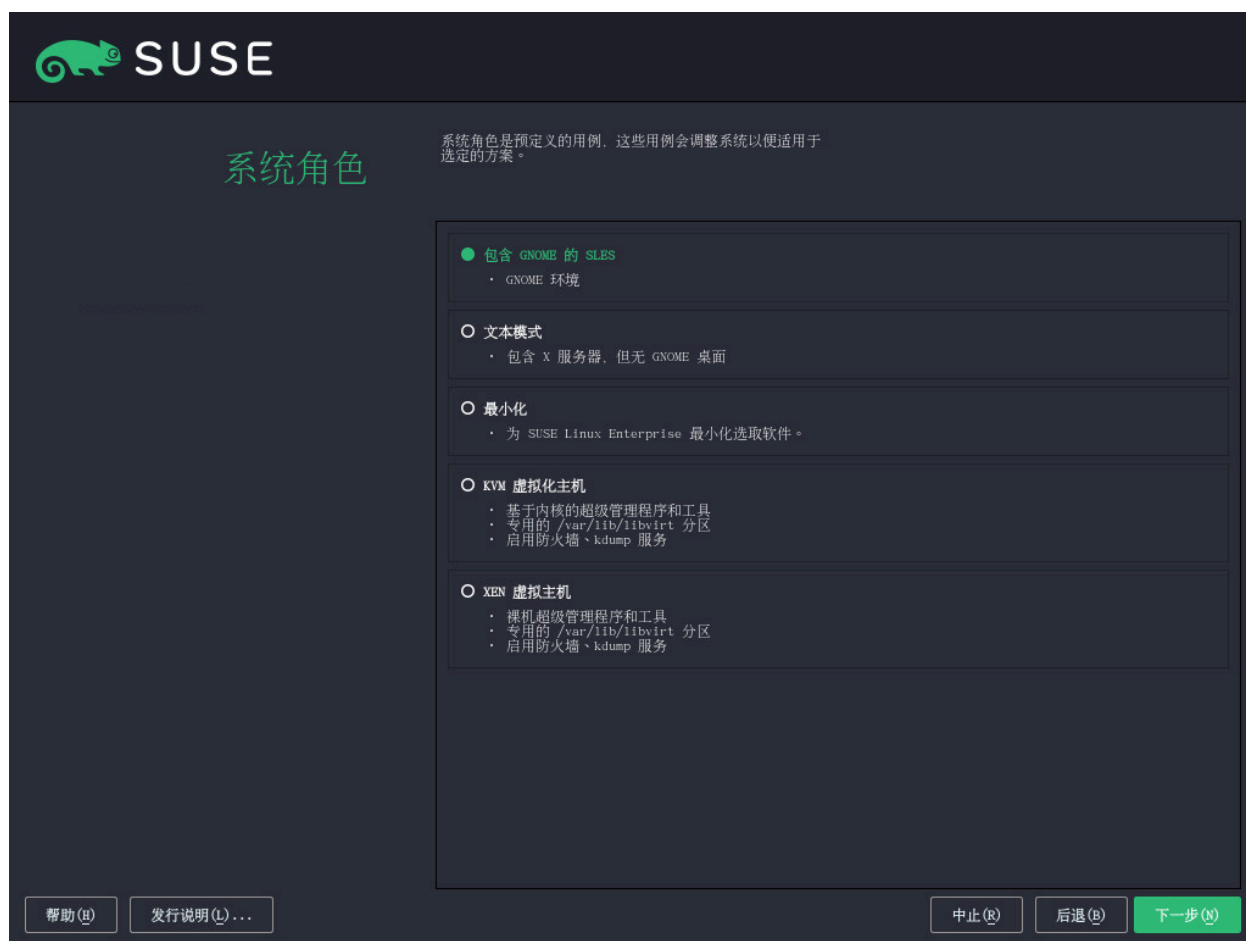 SUSE
系统角色
系统角色是预定义的用例，这些用例会调整系统以便适用于
选定的方案。
包含 GNOME 的 SLES
· GNOME 环境
文本模式
· 包含 X 服务器，但无 GNOME 桌面
最小化
· 为 SUSE Linux Enterprise 最小化选取软件。
KVM 虚拟化主机
· 基于内核的超级管理程序和工具
· 专用的 /var/lib/libvirt 分区
· 启用防火墙、kdump 服务
XEN 虚拟主机
· 裸机超级管理程序和工具
· 专用的 /var/lib/libvirt 分区
· 启用防火墙、kdump 服务
帮助(H) 发行说明(L)... 中止(R) 后退(B) 下一步(N)